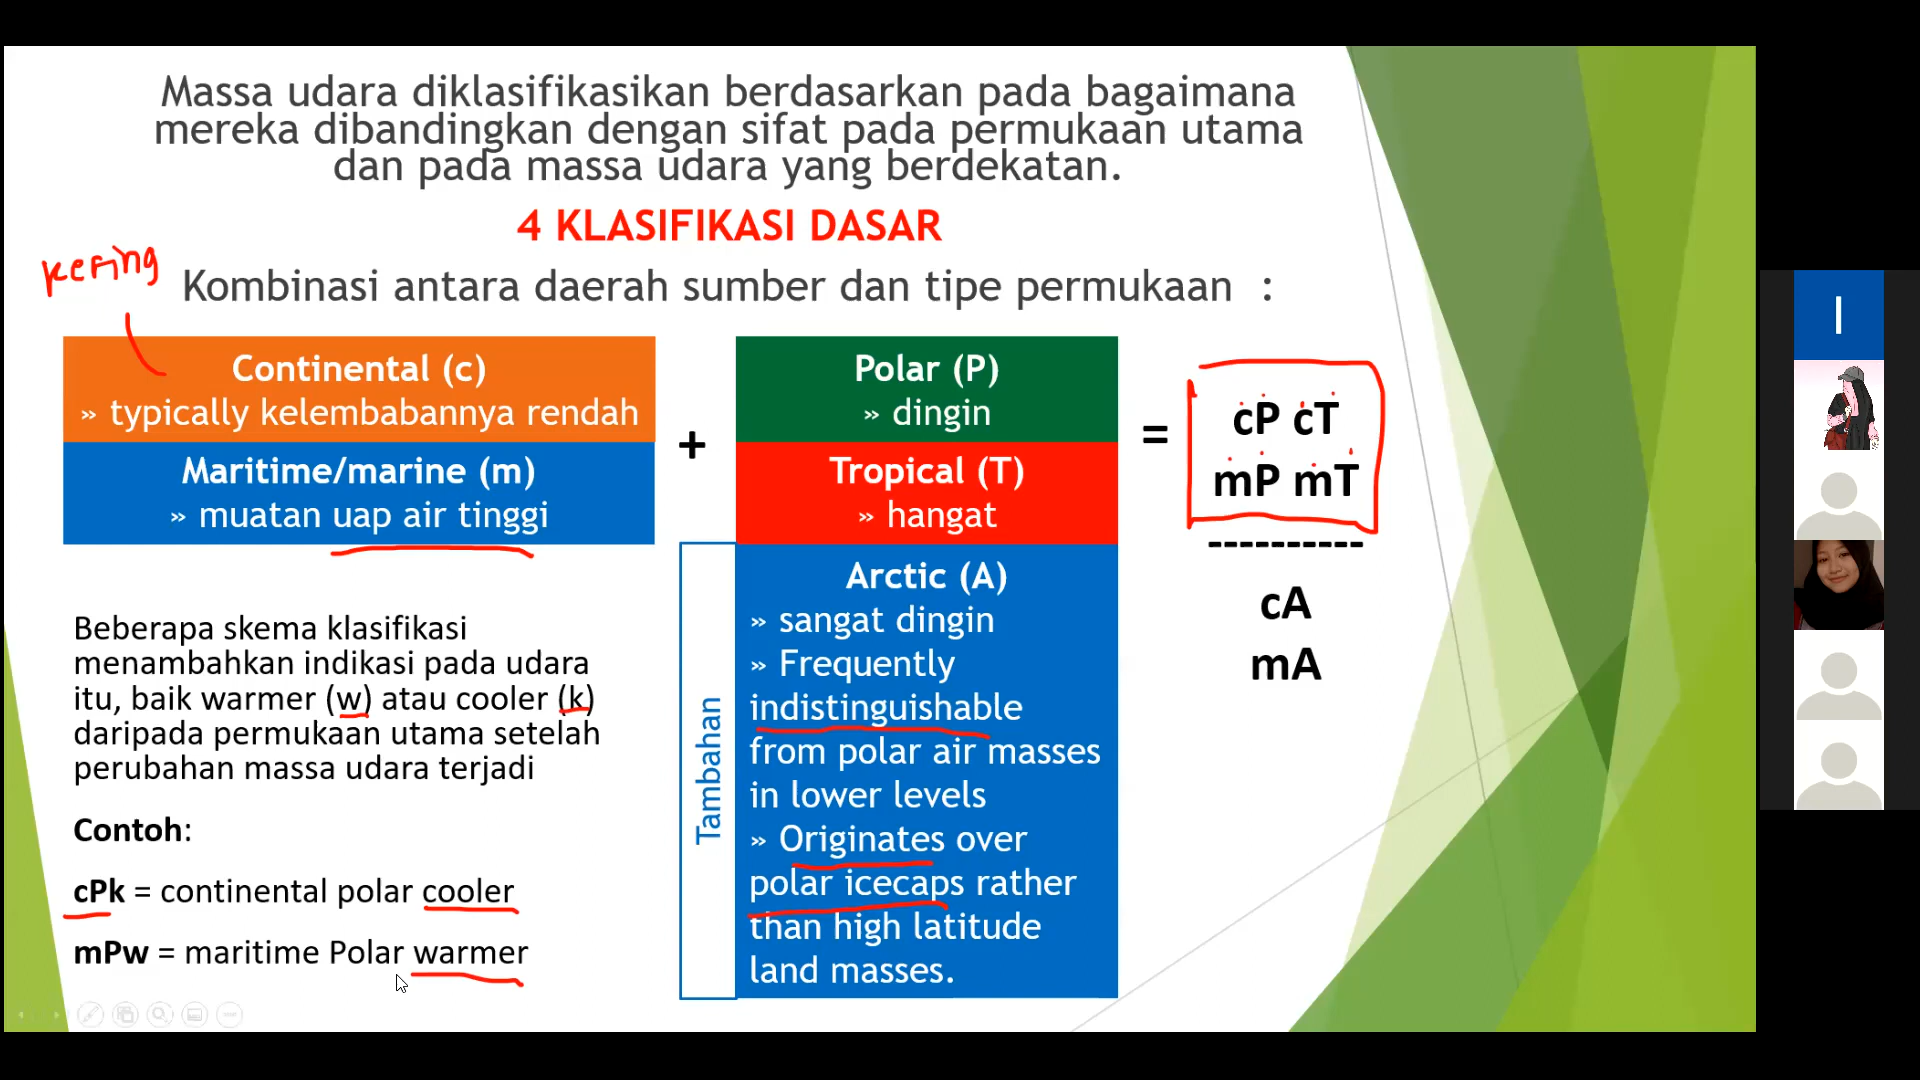 Massa udara diklasifikasikan berdasarkan pada bagaimana
mereka dibandingkan dengan sifat pada permukaan utama
dan pada massa udara yang berdekatan.
4 KLASIFIKASI DASAR
kering
Kombinasi antara daerah sumber dan tipe permukaan :
Continental (c)
» typically kelembabannya rendah
Maritime/marine (m)
» muatan uap air tinggi
+
Polar (P)
» dingin
Tropical (T)
» hangat
Tambahan
Arctic (A)
» sangat dingin
» Frequently
indistinguishable
from polar air masses
in lower levels
» Originates over
polar icecaps rather
than high latitude
land masses.
=
cP cT
mP mT
----------
cA
mA
Beberapa skema klasifikasi
menambahkan indikasi pada udara
itu, baik warmer (w) atau cooler (k)
daripada permukaan utama setelah
perubahan massa udara terjadi
Contoh:
cPk = continental polar cooler
mPw = maritime Polar warmer
I